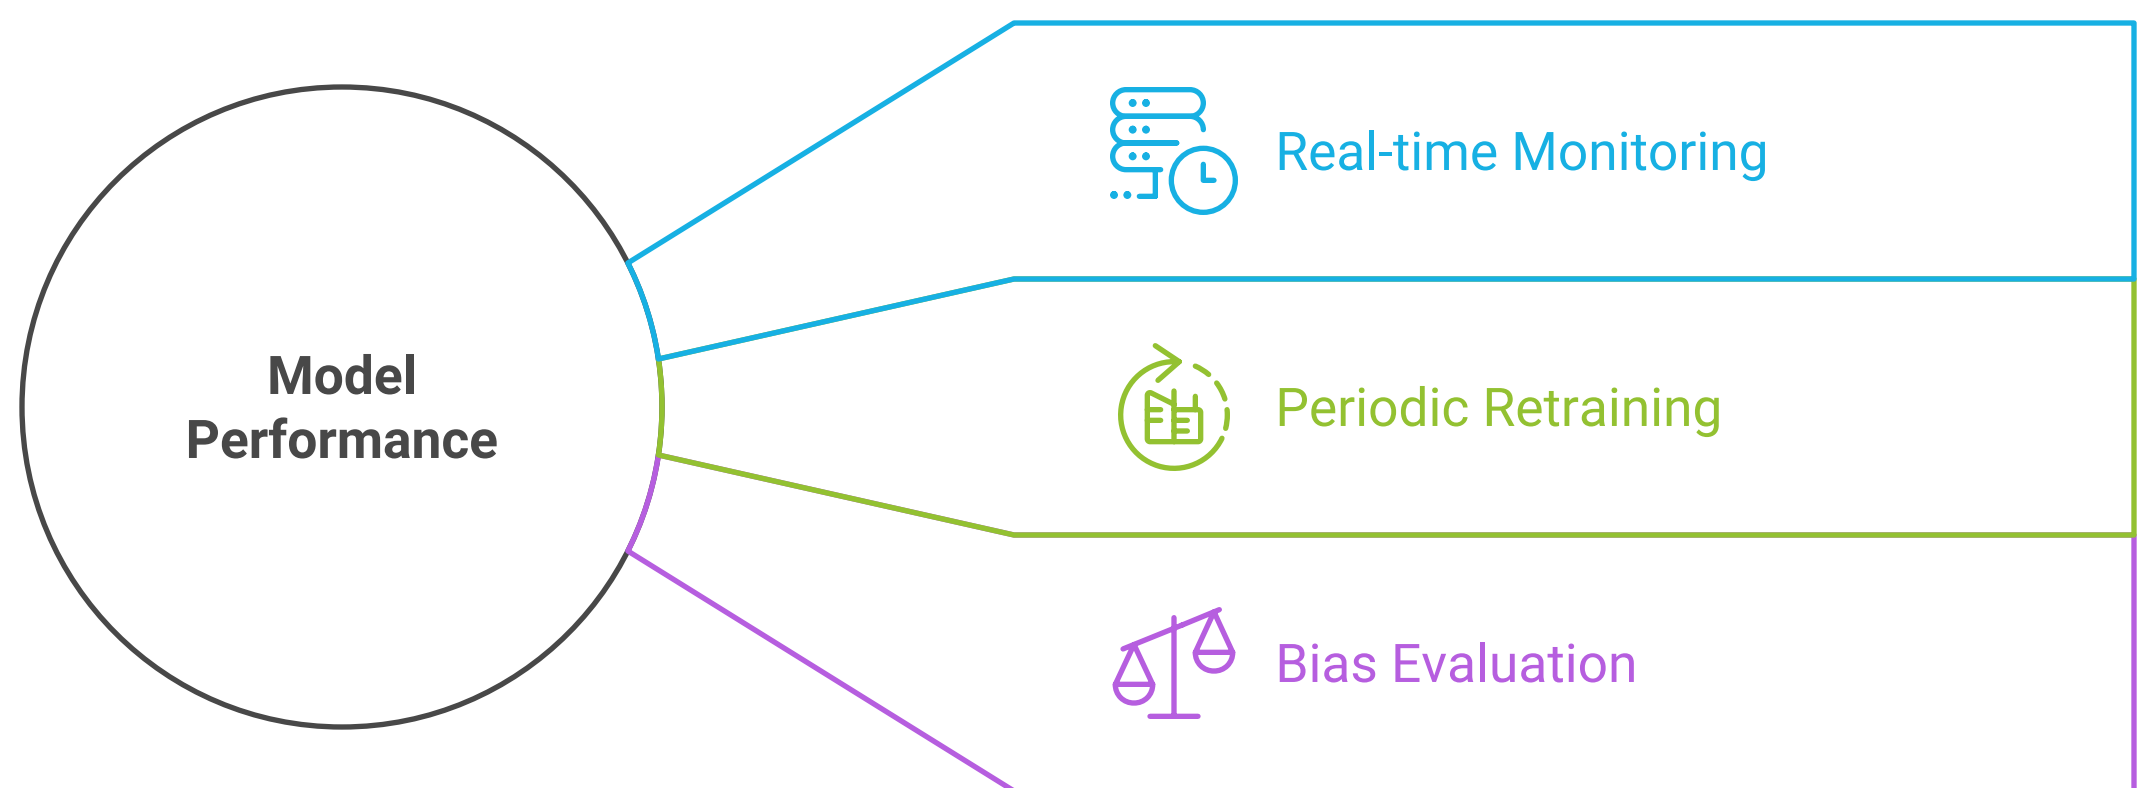 Model
Performance
Real-time Monitoring
Periodic Retraining
Bias Evaluation